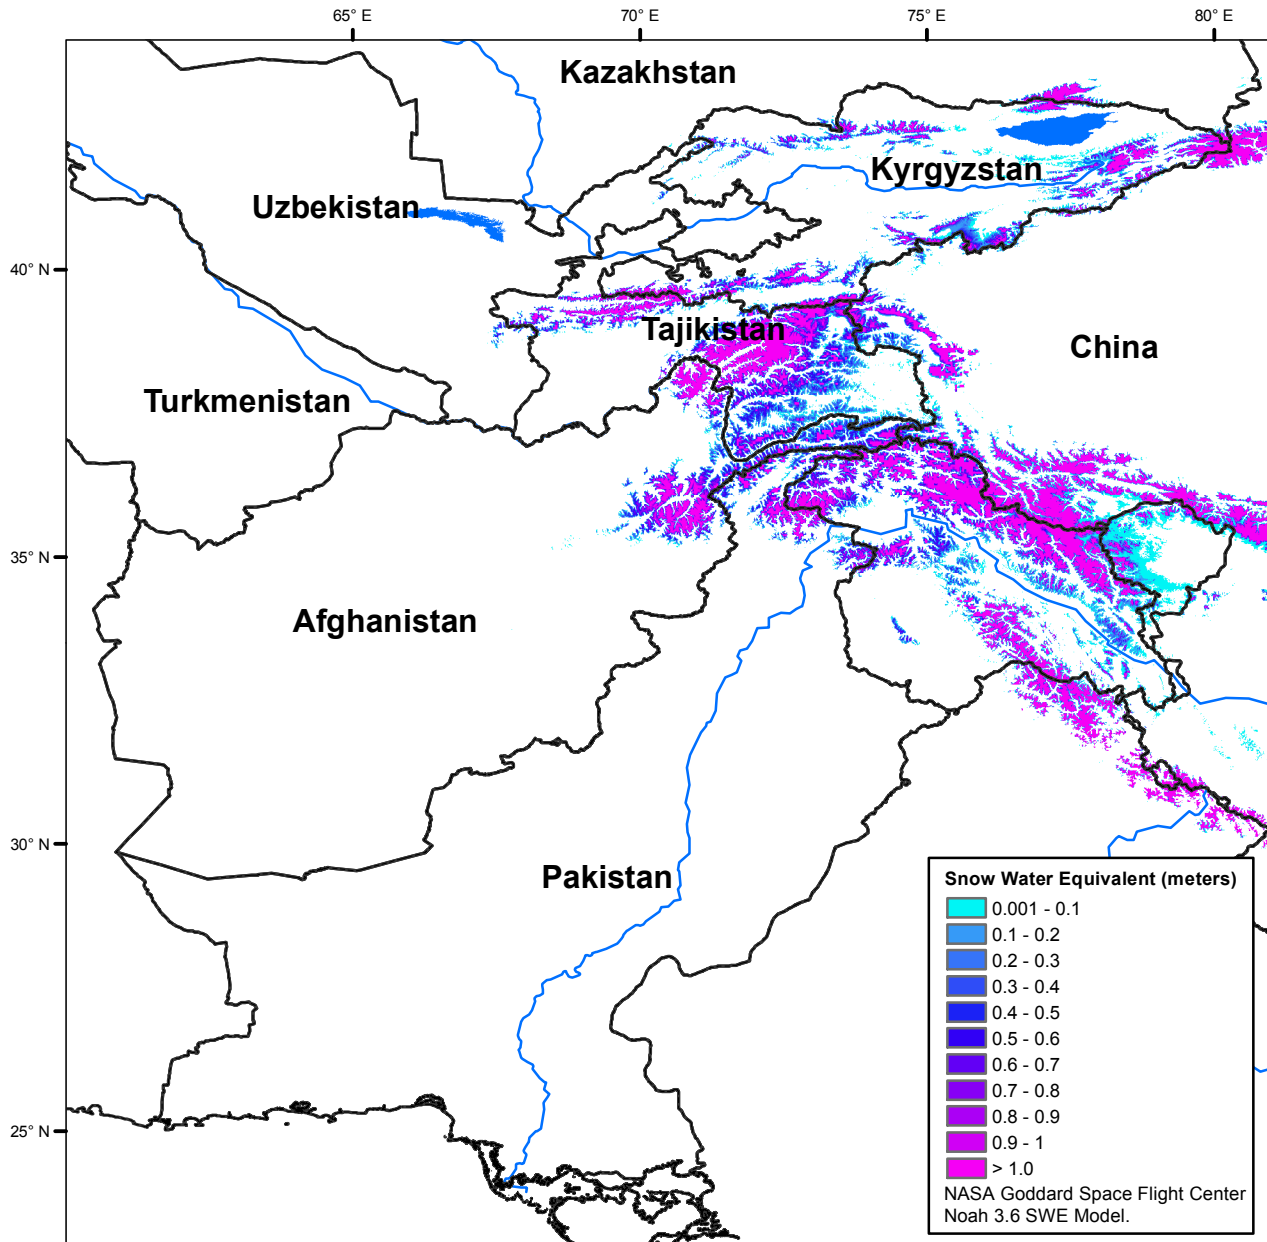 65° E
70° E
75° E
80° E
Kazakhstan
Kyrgyzstan
Uzbekistan
40° N
Tajikistan
China
Turkmenistan
35° N
Afghanistan
30° N
Pakistan
25° N
Snow Water Equivalent (meters)
0.001 - 0.1
0.1 - 0.2
0.2 - 0.3
0.3 - 0.4
0.4 - 0.5
0.5 - 0.6
0.6 - 0.7
0.7 - 0.8
0.8 - 0.9
0.9 - 1
> 1.0
NASA Goddard Space Flight Center
Noah 3.6 SWE Model.